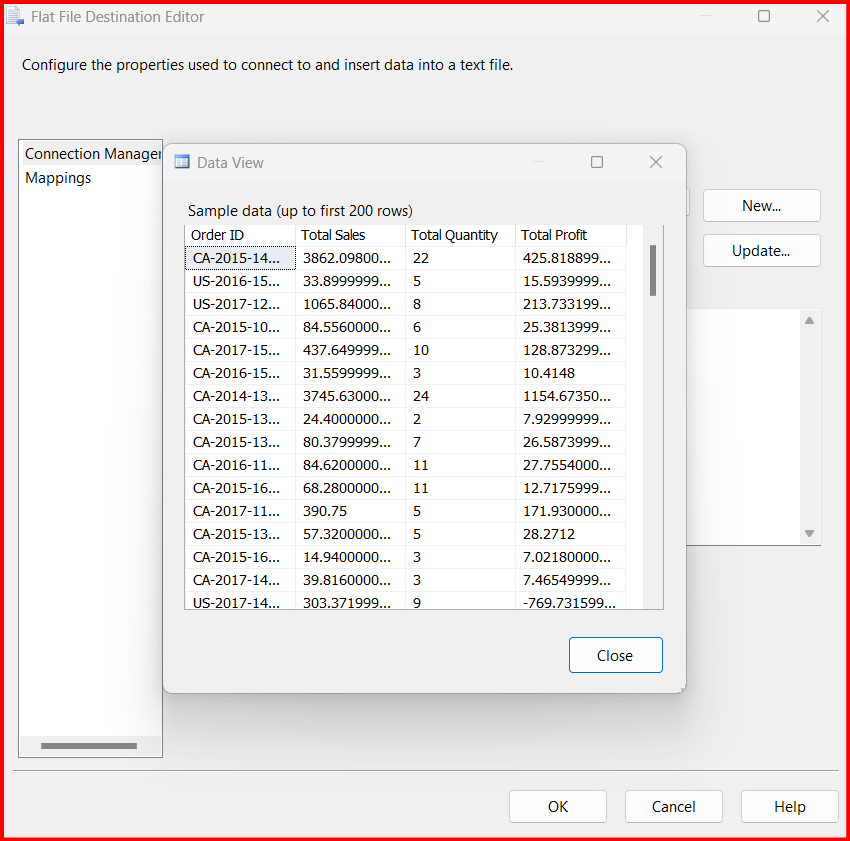 Flat File Destination Editor
Configure the properties used to connect to and insert data into a text file.
Connection Manager
Mappings
Data View
Sample data (up to first 200 rows)
Order ID Total Sales Total Quantity Total Profit
CA-2015-14... 3862.09800... 22 425.818899...
US-2016-15... 33.8999999... 5 15.5939999...
US-2017-12... 1065.84000... 8 213.733199...
CA-2015-10... 84.5560000... 6 25.3813999...
CA-2017-15... 437.649999... 10 128.873299...
CA-2016-15... 31.5599999... 3 10.4148
CA-2014-13... 3745.63000... 24 1154.67350...
CA-2015-13... 24.4000000... 2 7.92999999...
CA-2015-13... 80.3799999... 7 26.5873999...
CA-2016-11... 84.6200000... 11 27.7554000...
CA-2015-16... 68.2800000... 11 12.7175999...
CA-2017-11... 390.75 5 171.930000...
CA-2015-13... 57.3200000... 5 28.2712
CA-2015-16... 14.9400000... 3 7.02180000...
CA-2017-14... 39.8160000... 3 7.46549999...
US-2017-14... 303.371999... 9 -769.731599...
New...
Update...
Close
OK Cancel Help